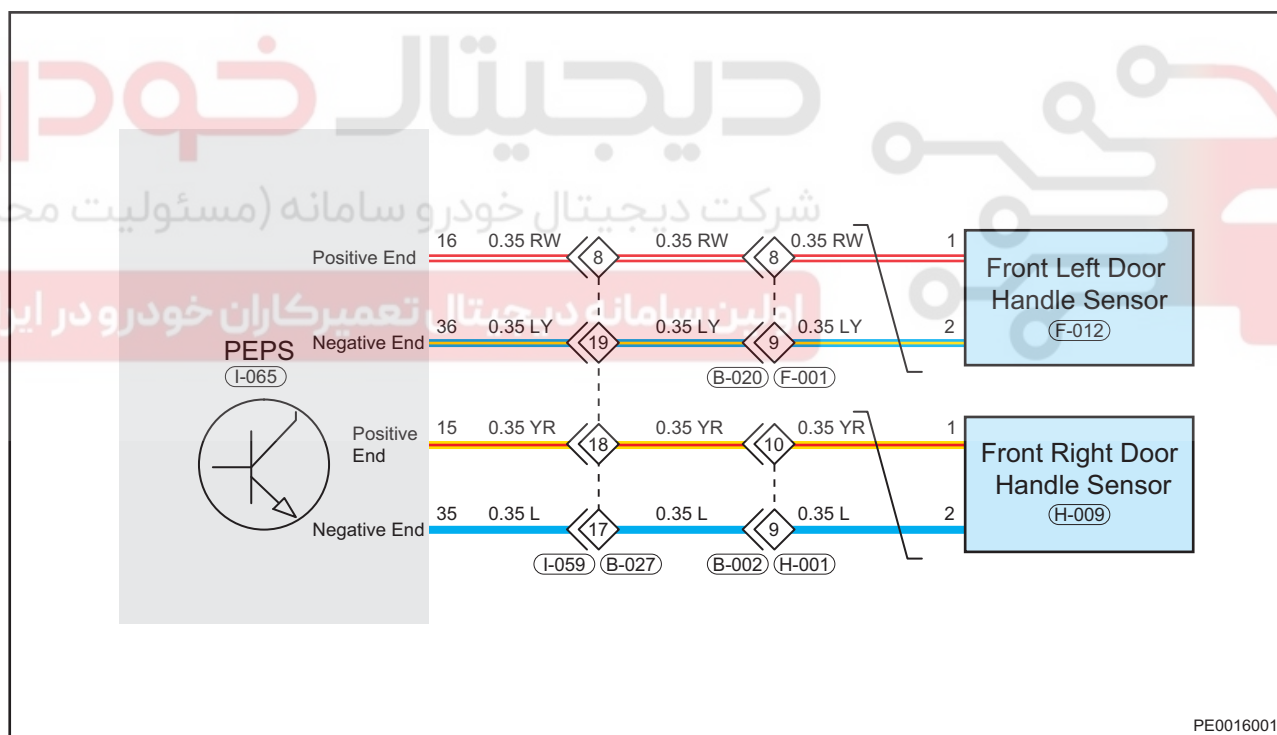 دیجیتال خودر
شرکت دیجیتال خودرو سامانه (مسئولیت
اولین سامانه دیجیتال تعمیرکاران خودرو در
Positive End 16 0.35 RW 8 0.35 RW 8 0.35 RW 1
Front Left Door
Handle Sensor
F-012
Negative End 36 0.35 LY 19 0.35 LY 9 0.35 LY 2
PEPS
I-065
B-020 F-001
Positive
End 15 0.35 YR 18 0.35 YR 10 0.35 YR 1
Front Right Door
Handle Sensor
H-009
Negative End 35 0.35 L 17 0.35 L 9 0.35 L 2
I-059 B-027 B-002 H-001
PE0016001